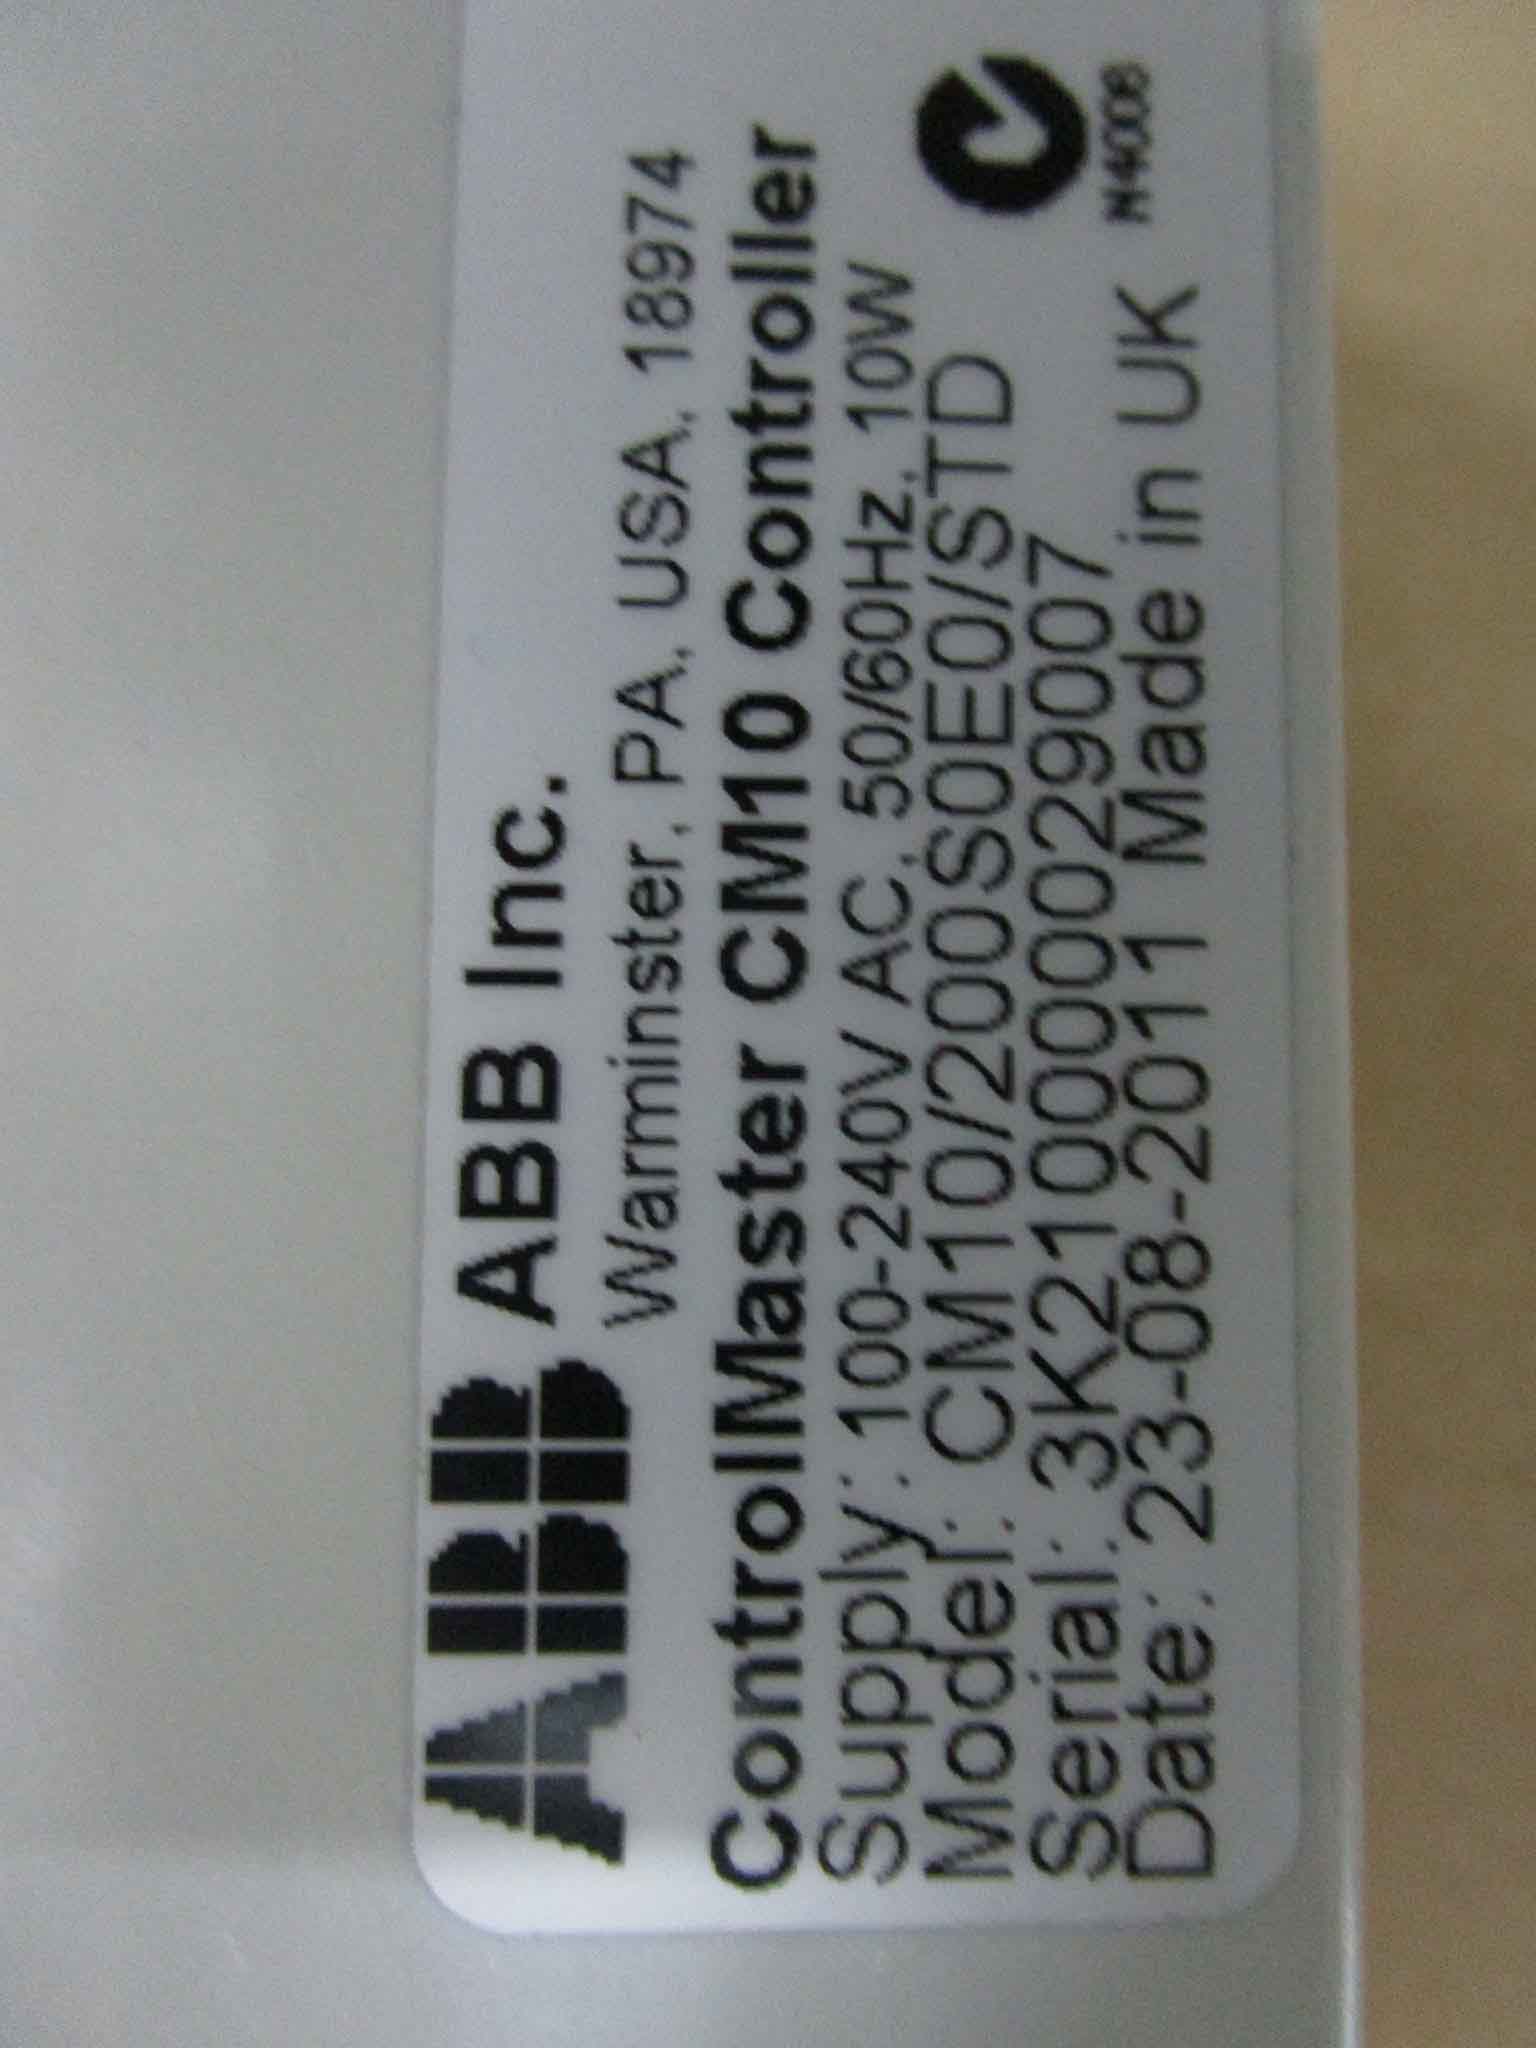 ABB ABB Inc.
Warminster, PA, USA, 18974
ControlMaster CM10 Controller
Supply: 100-240V AC, 50/60Hz, 10W
Model: CM10/200S0E0/STD
Serial: 3K210000029007
Date: 23-08-2011 Made in UK
N4008